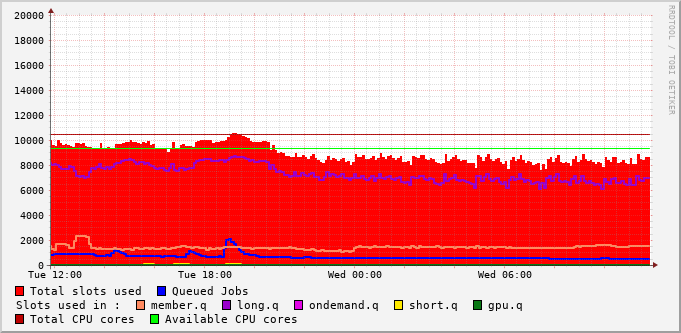 20000
18000
16000
14000
12000
10000
8000
6000
4000
2000
0
Tue 12:00 Tue 18:00 Wed 00:00 Wed 06:00
RRDTOOL / TOBI OETIKER
Total slots used Queued Jobs
Slots used in : member.q long.q ondemand.q short.q gpu.q
Total CPU cores Available CPU cores